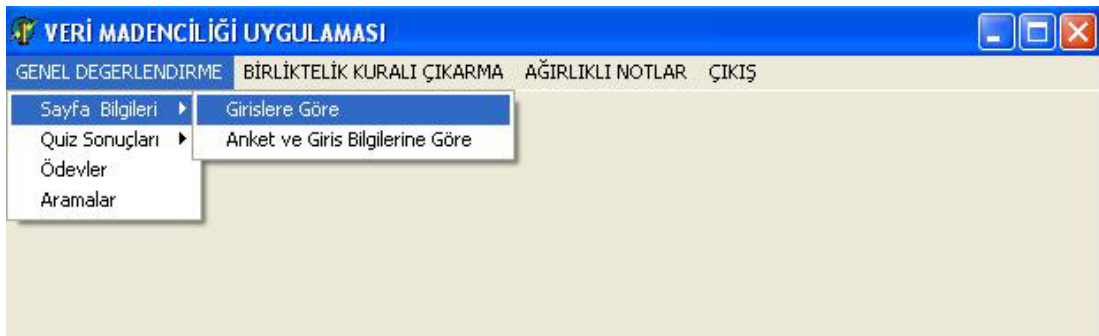 VERİ MADENCİLİĞİ UYGULAMASI
GENEL DEGERLENDIRME BİRLİKTELİK KURALI ÇIKARMA AĞIRLIKLI NOTLAR ÇIKIŞ
Sayfa Bilgileri Girislere Göre
Quiz Sonuçları Anket ve Giris Bilgilerine Göre
Ödevler
Aramalar